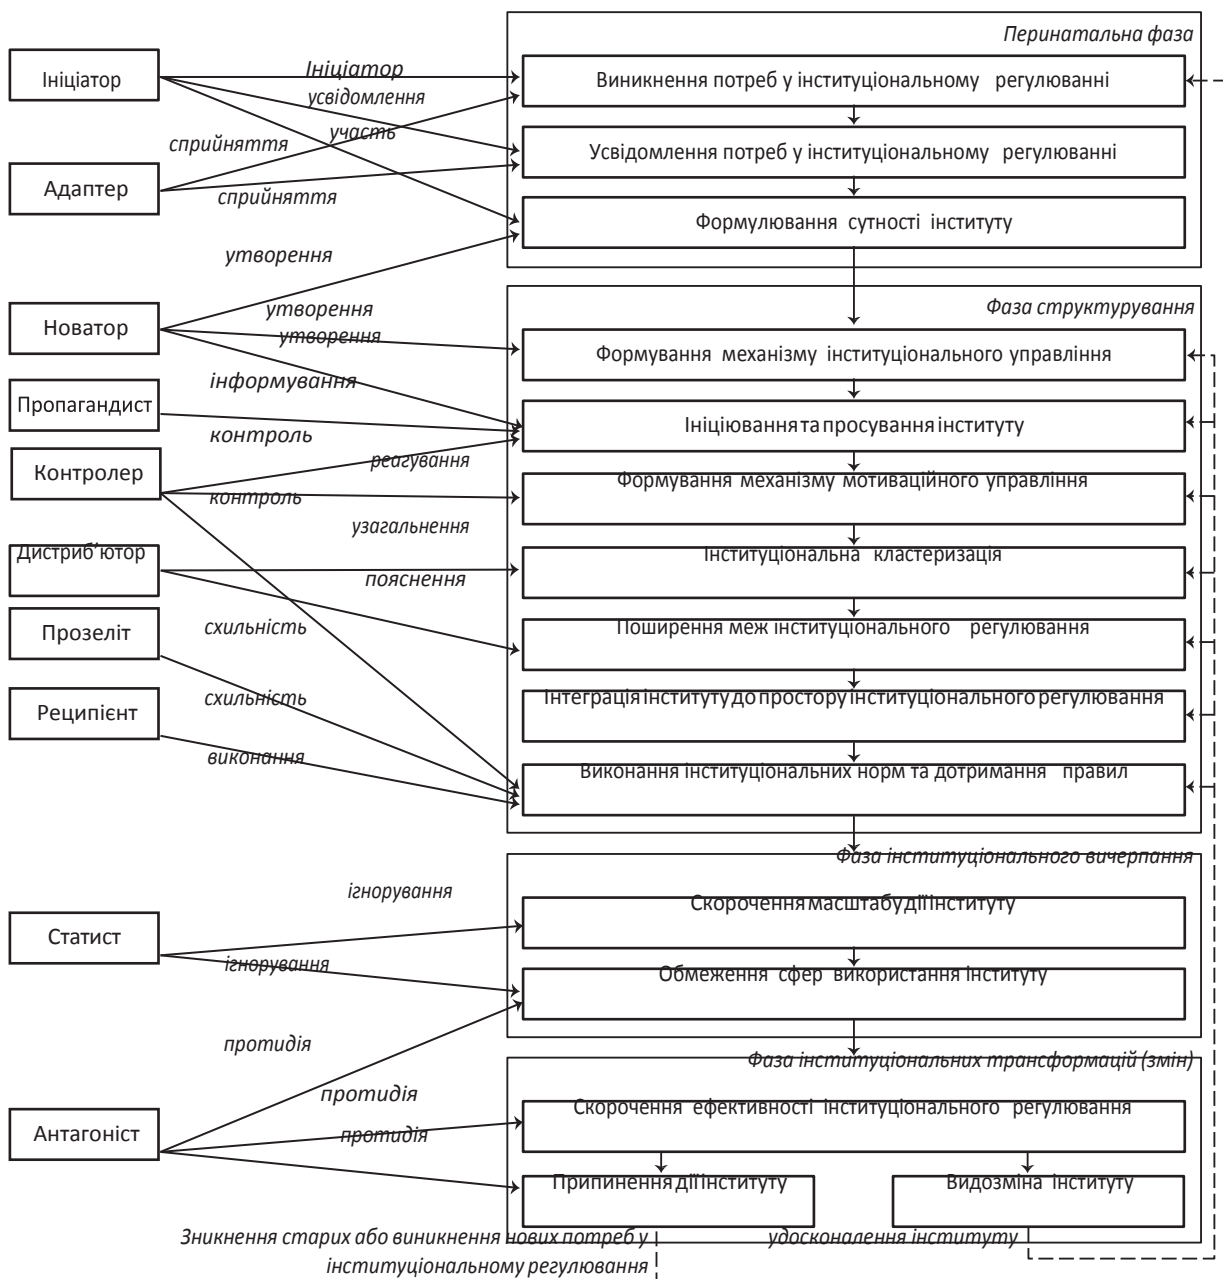 Перинатальна фаза
Ініціатор
Ініціатор
Виникнення потреб у інституціональному регулюванні
усвідомлення
сприйняття
участь
Усвідомлення потреб у інституціональному регулюванні
Адаптер
сприйняття
Формулювання сутності інституту
утворення
Фаза структурування
утворення
Новатор
утворення
Формування механізму інституціонального управління
інформування
Пропагандист
Ініціювання та просування інституту
контроль
реагування
Контролер
Формування механізму мотиваційного управління
контроль
узагальнення
Дистриб’ютор
Інституціональна кластеризація
пояснення
Прозеліт
схильність
Поширення меж інституціонального регулювання
схильність
Інтеграція інституту до простору інституціонального регулювання
Реципієнт
виконання
Виконання інституціональних норм та дотримання правил
Фаза інституціонального вичерпання
ігнорування
Скорочення масштабу дії інституту
Статист
ігнорування
Обмеження сфер використання інституту
протидія
Фаза інституціональних трансформацій (змін)
протидія
Скорочення ефективності інституціонального регулювання
Антагоніст
протидія
Припинення дії інституту
Видозміна інституту
Зникнення старих або виникнення нових потреб у
інституціональному регулювання
удосконалення інституту